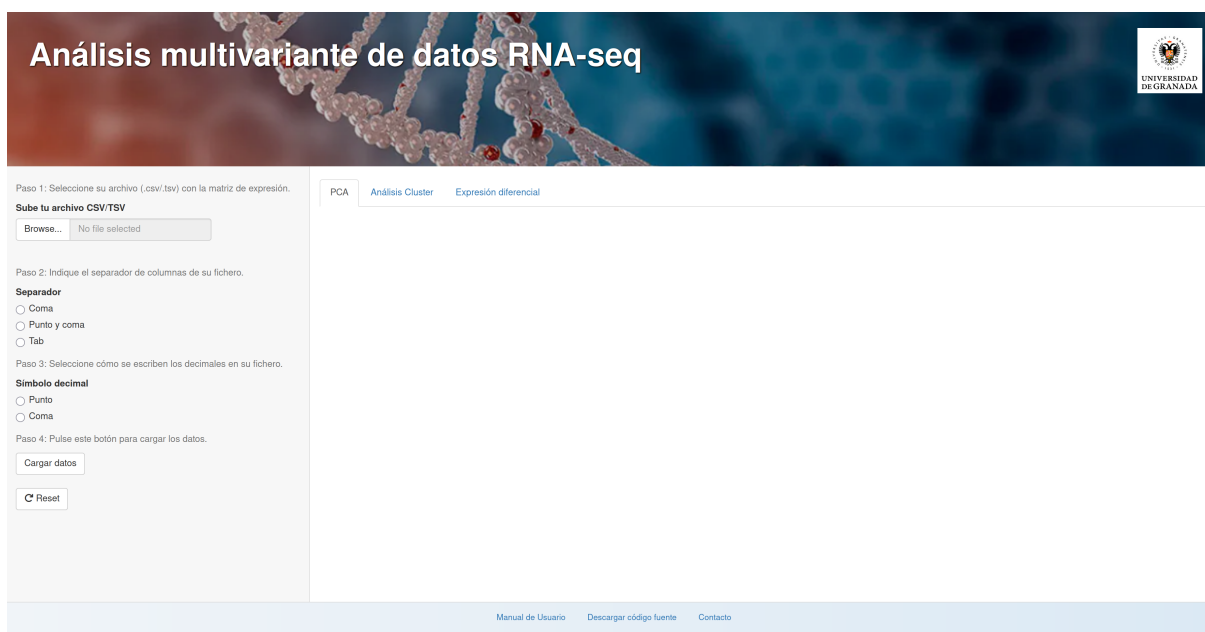 Análisis multivariante de datos RNA-seq
UNIVERSIDAD
DE GRANADA
Paso 1: Seleccione su archivo (.csv/.tsv) con la matriz de expresión.
Sube tu archivo CSV/TSV
Browse... No file selected
Paso 2: Indique el separador de columnas de su fichero.
Separador
Coma
Punto y coma
Tab
Paso 3: Seleccione cómo se escriben los decimales en su fichero.
Símbolo decimal
Punto
Coma
Paso 4: Pulse este botón para cargar los datos.
Cargar datos
Reset
PCA Análisis Cluster Expresión diferencial
Manual de Usuario Descargar código fuente Contacto